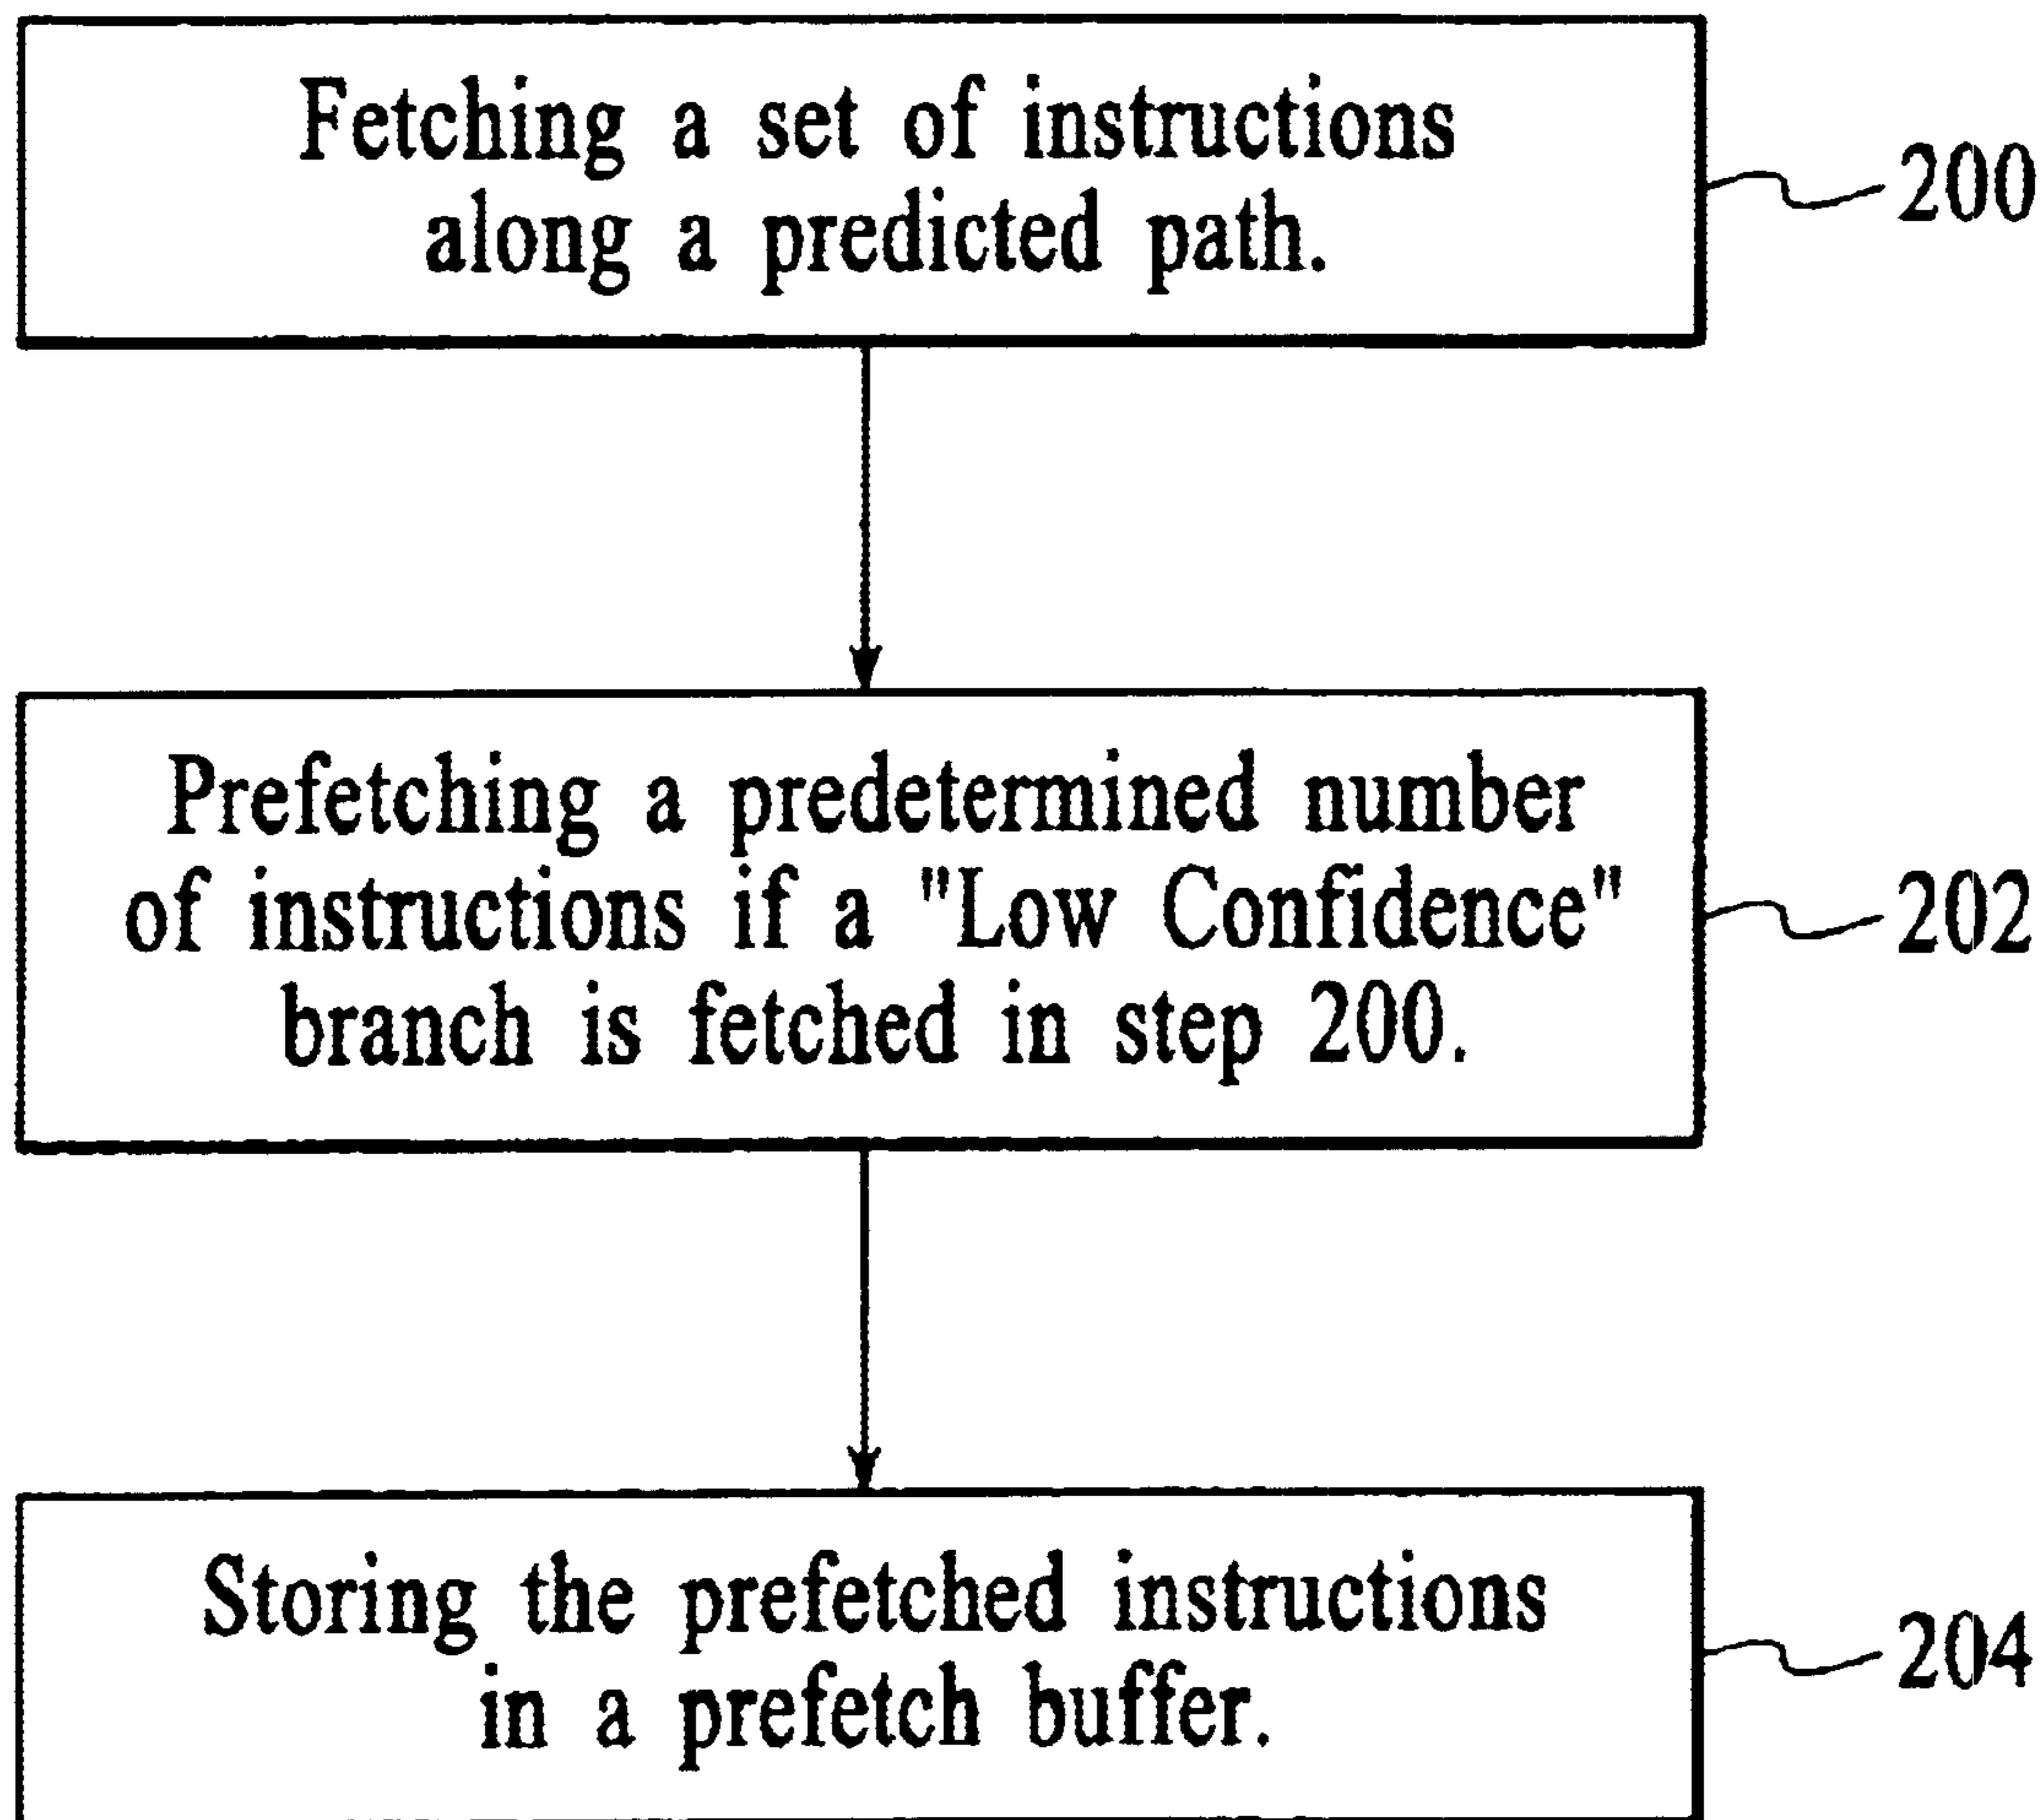 Fetching a set of instructions
along a predicted path.
200
Prefetching a predetermined number
of instructions if a "Low Confidence"
branch is fetched in step 200.
202
Storing the prefetched instructions
in a prefetch buffer.
204